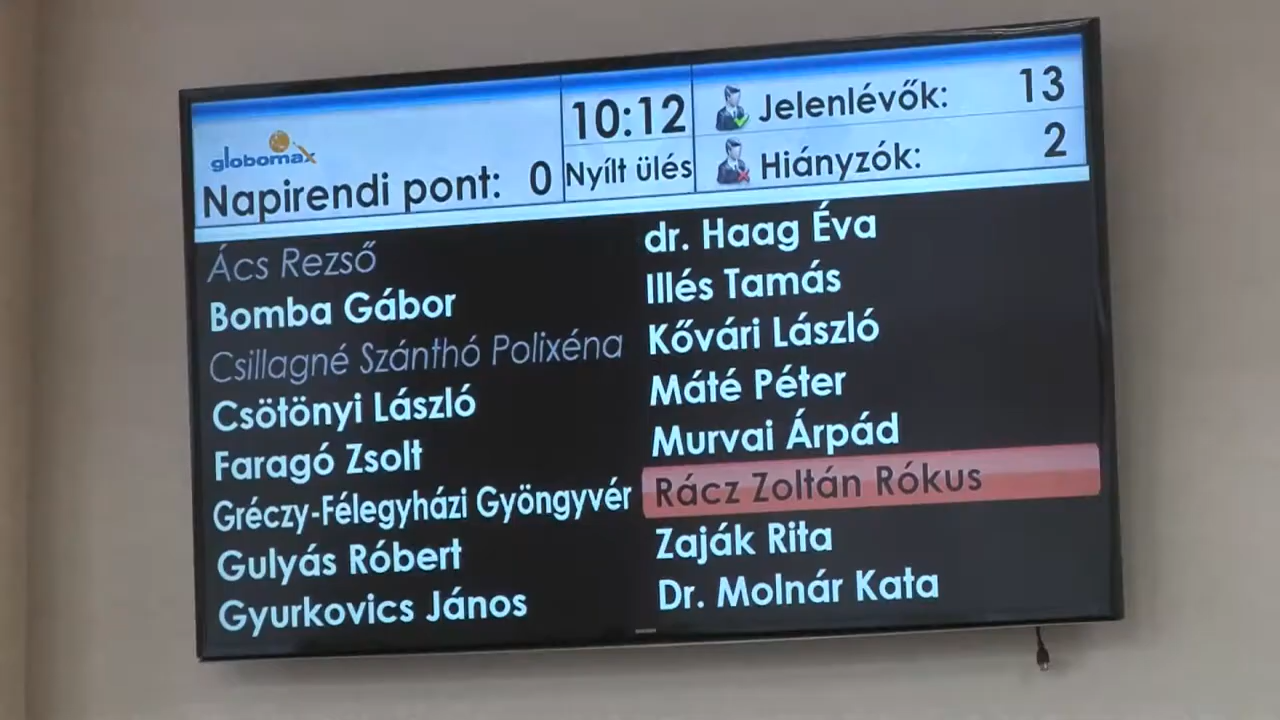 globomax
Napirendi pont: 0
10:12
Nyílt ülés
Jelenlévők: 13
Hiányzók: 2
Ács Rezső
Bomba Gábor
Csillagné Szánthó Polixéna
Csötönyi László
Faragó Zsolt
Gréczy-Félegyházi Gyöngyvér
Gulyás Róbert
Gyurkovics János
dr. Haag Éva
Illés Tamás
Kővári László
Máté Péter
Murvai Árpád
Rácz Zoltán Rókus
Zaják Rita
Dr. Molnár Kata